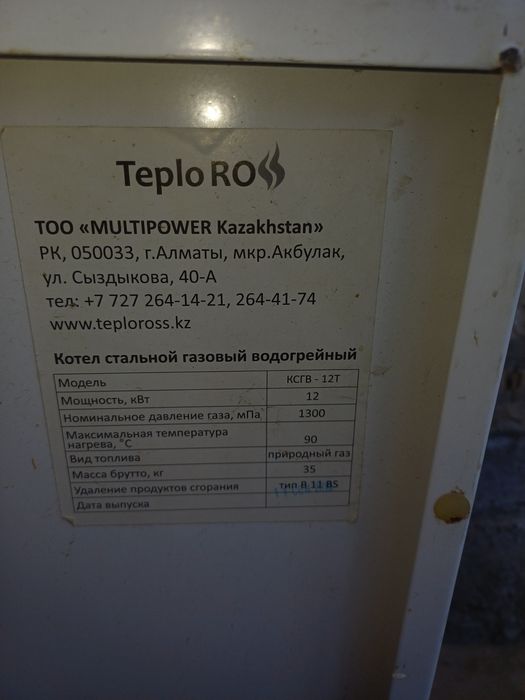 Teplo ROSS
ТОО «MULTIPOWER Kazakhstan»
РК, 050033, г.Алматы, мкр.Акбулак,
ул. Сыздыкова, 40-А
тел: +7 727 264-14-21, 264-41-74
www.teploross.kz
Котел стальной газовый водогрейный
Модель КСГВ - 12Т
Мощность, кВт 12
Номинальное давление газа, мПа 1300
Максимальная температура
нагрева, °С 90
Вид топлива природный газ
Масса брутто, кг 35
Удаление продуктов сгорания тип В 11 BS
Дата выпуска